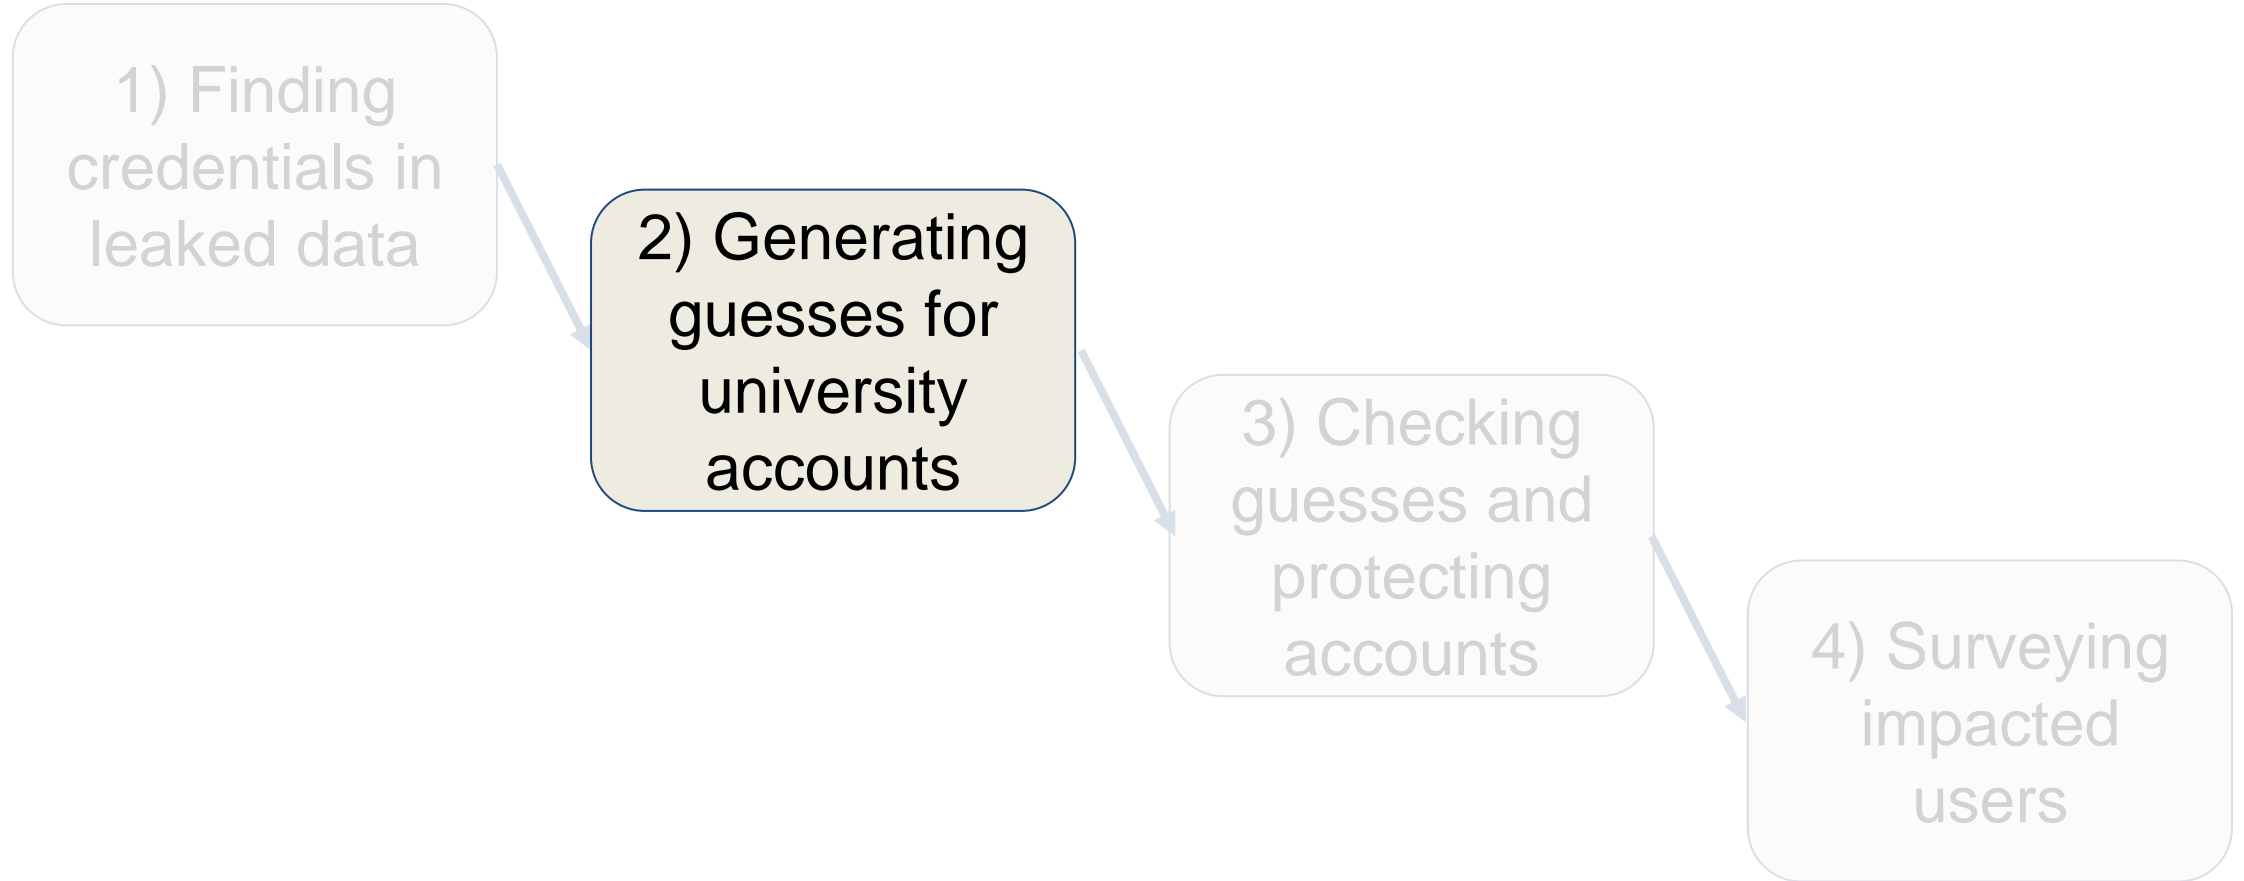 1) Finding
credentials in
leaked data
2) Generating
guesses for
university
accounts
3) Checking
guesses and
protecting
accounts
4) Surveying
impacted
users